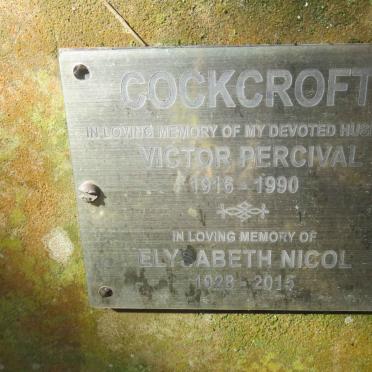 COCKCROFT
IN LOVING MEMORY OF MY DEVOTED HUS
VICTOR PERCIVAL
1916 - 1990
IN LOVING MEMORY OF
ELYSABETH NICOL
1928 - 2015